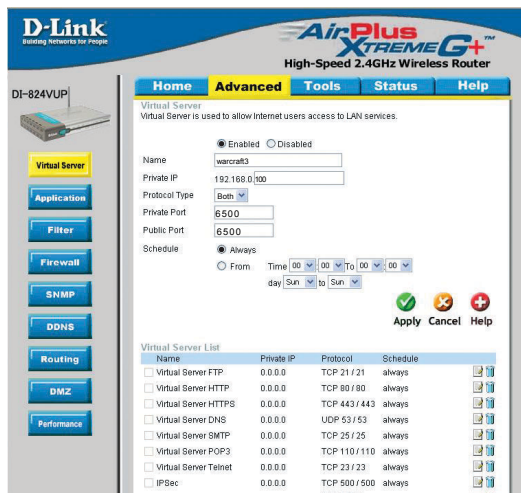 D-Link
Building Networks for People
AirPlus
XTREME G+™
High-Speed 2.4GHz Wireless Router
DI-824VUP
Home Advanced Tools Status Help
Virtual Server
Application
Filter
Firewall
SNMP
DDNS
Routing
DMZ
Performance
Virtual Server
Virtual Server is used to allow Internet users access to LAN services.
Enabled Disabled
Name warcraft3
Private IP 192.168.0.100
Protocol Type Both
Private Port 6500
Public Port 6500
Schedule Always
From Time 00 : 00 To 00 : 00
day Sun to Sun
Apply Cancel Help
Virtual Server List
Name Private IP Protocol Schedule
Virtual Server FTP 0.0.0.0 TCP 21 / 21 always
Virtual Server HTTP 0.0.0.0 TCP 80 / 80 always
Virtual Server HTTPS 0.0.0.0 TCP 443 / 443 always
Virtual Server DNS 0.0.0.0 UDP 53 / 53 always
Virtual Server SMTP 0.0.0.0 TCP 25 / 25 always
Virtual Server POP3 0.0.0.0 TCP 110 / 110 always
Virtual Server Telnet 0.0.0.0 TCP 23 / 23 always
IPSec 0.0.0.0 TCP 500 / 500 always